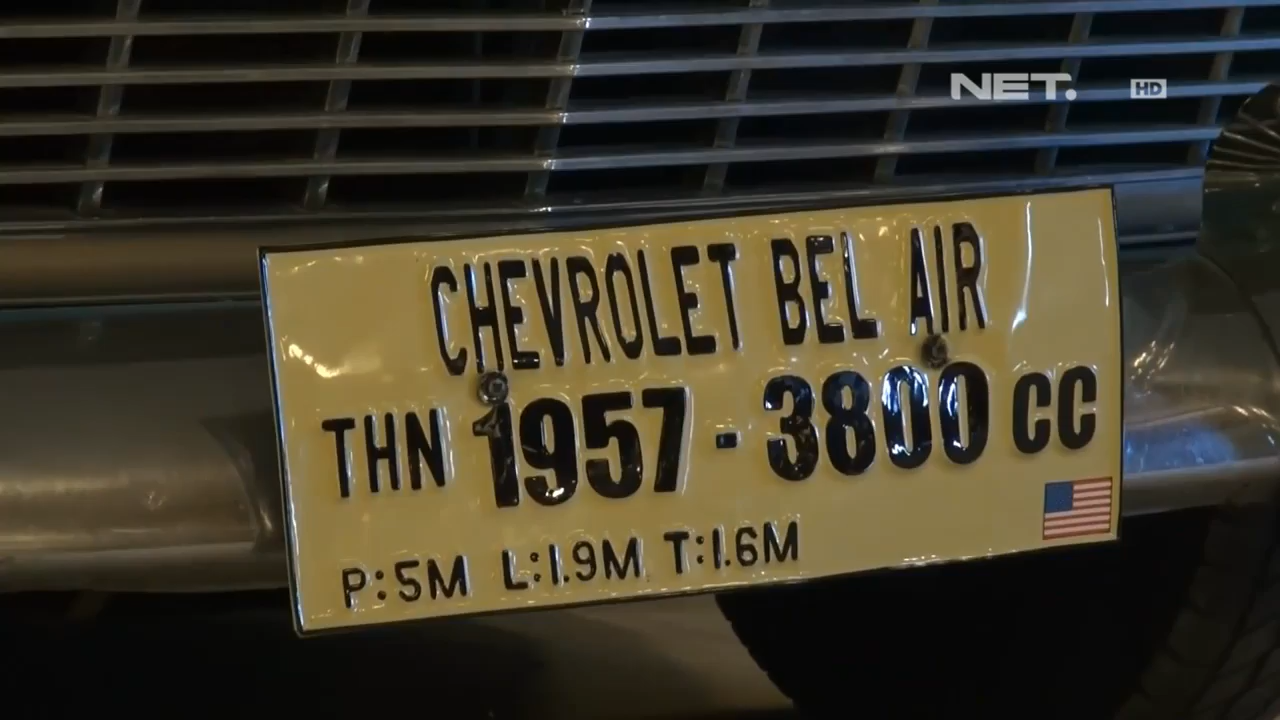 NET. HD
CHEVROLET BEL AIR
THN 1957 - 3800 CC
P:5M L:1.9M T:1.6M